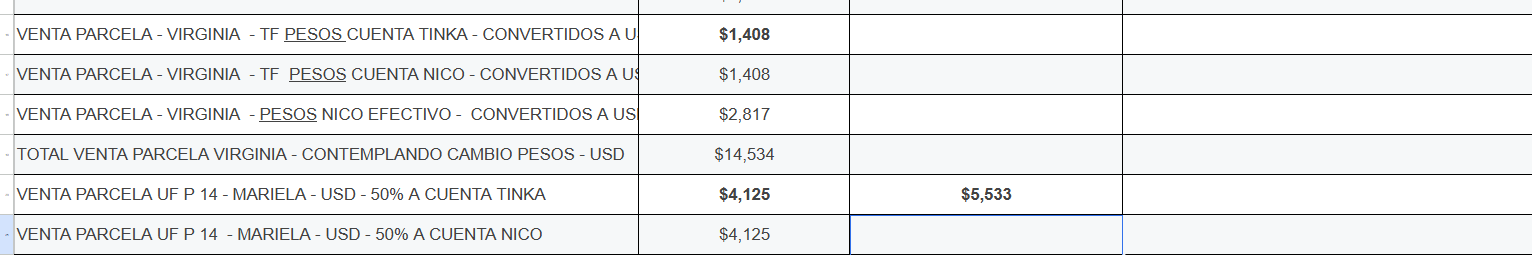 VENTA PARCELA - VIRGINIA - TF PESOS CUENTA TINKA - CONVERTIDOS A U $1,408
VENTA PARCELA - VIRGINIA - TF PESOS CUENTA NICO - CONVERTIDOS A US $1,408
VENTA PARCELA - VIRGINIA - PESOS NICO EFECTIVO - CONVERTIDOS A USD $2,817
TOTAL VENTA PARCELA VIRGINIA - CONTEMPLANDO CAMBIO PESOS - USD $14,534
VENTA PARCELA UF P 14 - MARIELA - USD - 50% A CUENTA TINKA $4,125 $5,533
VENTA PARCELA UF P 14 - MARIELA - USD - 50% A CUENTA NICO $4,125